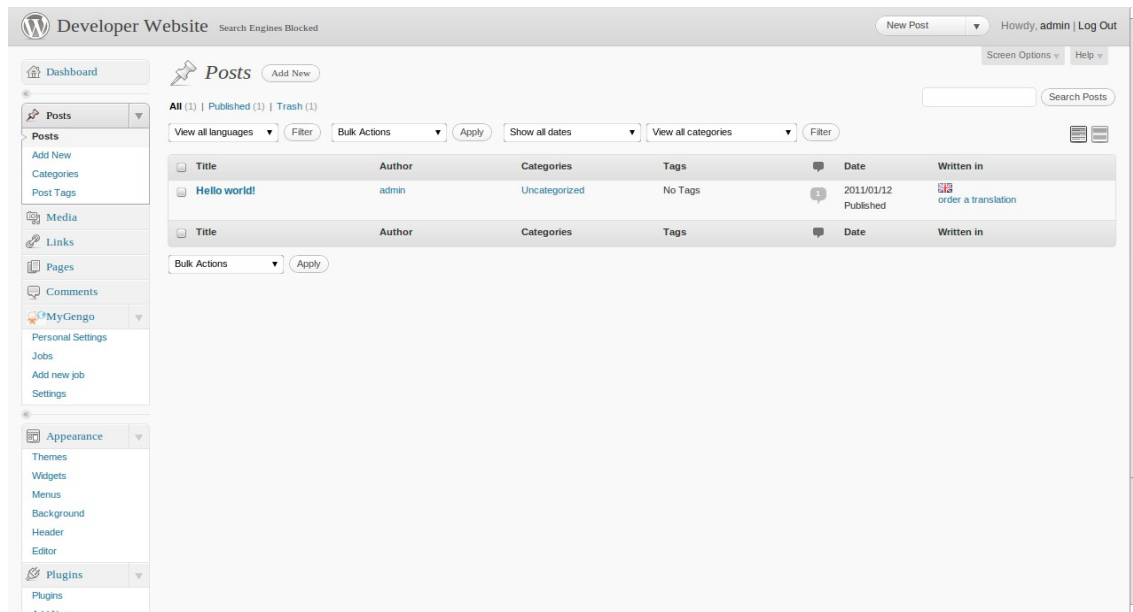 Developer Website Search Engines Blocked New Post Howdy, admin | Log Out
Screen Options Help
Dashboard
Posts
Posts
Add New
Categories
Post Tags
Media
Links
Pages
Comments
MyGengo
Personal Settings
Jobs
Add new job
Settings
Appearance
Themes
Widgets
Menus
Background
Header
Editor
Plugins
Plugins
Posts Add New
Search Posts
All (1) | Published (1) | Trash (1)
View all languages Filter Bulk Actions Apply Show all dates View all categories Filter
Title Author Categories Tags Date Written in
Hello world! admin Uncategorized No Tags 1 2011/01/12 order a translation
Published
Title Author Categories Tags Date Written in
Bulk Actions Apply